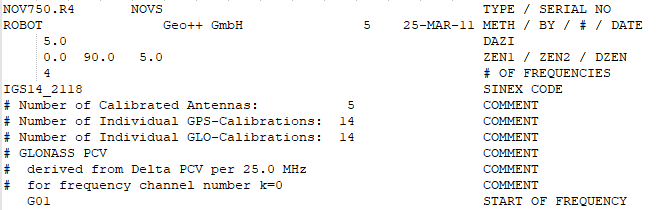 NOV750.R4 NOVS TYPE / SERIAL NO
ROBOT Geo++ GmbH 5 25-MAR-11 METH / BY / # / DATE
5.0 DAZI
0.0 90.0 5.0 ZEN1 / ZEN2 / DZEN
4 # OF FREQUENCIES
IGS14_2118 SINEX CODE
# Number of Calibrated Antennas: 5 COMMENT
# Number of Individual GPS-Calibrations: 14 COMMENT
# Number of Individual GLO-Calibrations: 14 COMMENT
# GLONASS PCV COMMENT
# derived from Delta PCV per 25.0 MHz COMMENT
# for frequency channel number k=0 COMMENT
G01 START OF FREQUENCY